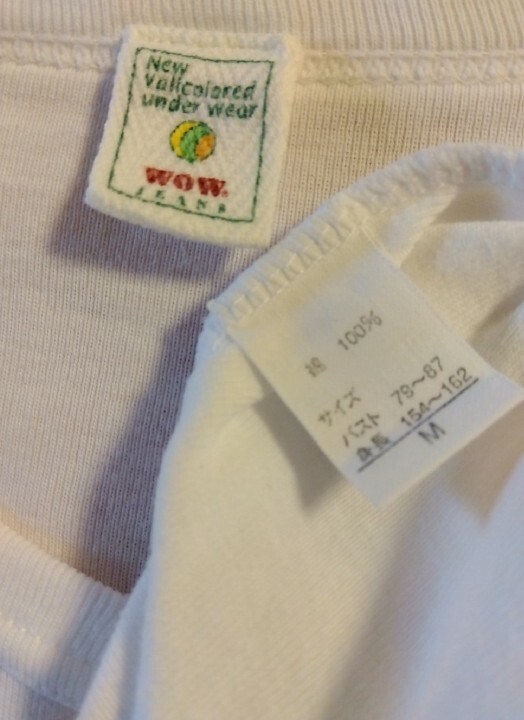 New
Valicolored
under wear
WOW.
JEANS
綿 100%
サイズ
バスト 79～87
身長 154～162
M